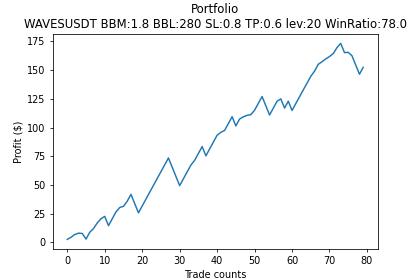 Portfolio
WAVESUSDT BBM:1.8 BBL:280 SL:0.8 TP:0.6 lev:20 WinRatio:78.0
175
150
125
100
75
50
25
0
Profit ($)
0 10 20 30 40 50 60 70 80
Trade counts